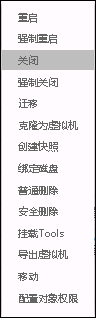 重启
强制重启
关闭
强制关闭
迁移
克隆为虚拟机
创建快照
绑定磁盘
普通删除
安全删除
挂载Tools
导出虚拟机
移动
配置对象权限